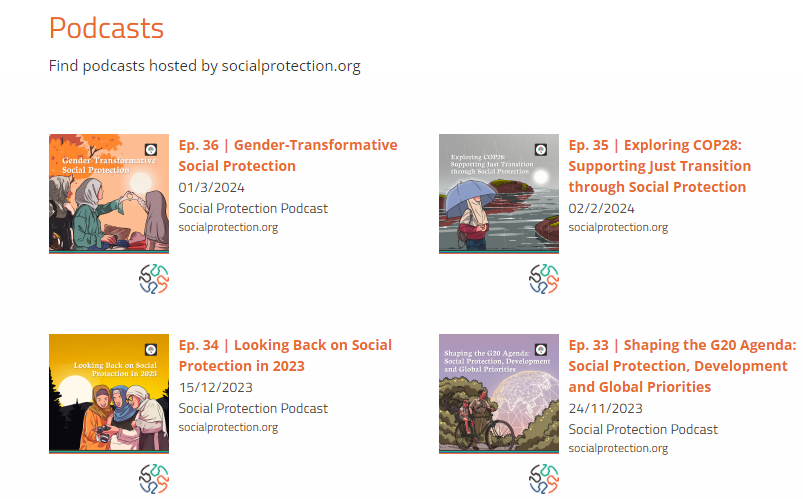 Podcasts
Find podcasts hosted by socialprotection.org
Gender-Transformative
Social Protection
Ep. 36 | Gender-Transformative
Social Protection
01/3/2024
Social Protection Podcast
socialprotection.org
Exploring COP28:
Supporting Just Transition
through Social Protection
Ep. 35 | Exploring COP28:
Supporting Just Transition
through Social Protection
02/2/2024
socialprotection.org
Looking Back on Social
Protection in 2023
Ep. 34 | Looking Back on Social
Protection in 2023
15/12/2023
Social Protection Podcast
socialprotection.org
Shaping the G20 Agenda:
Social Protection, Development
and Global Priorities
Ep. 33 | Shaping the G20 Agenda:
Social Protection, Development
and Global Priorities
24/11/2023
Social Protection Podcast
socialprotection.org